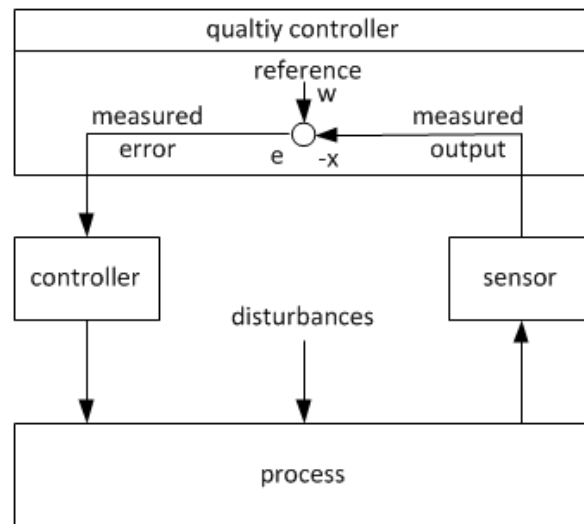 qualtiy controller
reference
w
measured
error
e
-x
measured
output
controller
sensor
disturbances
process